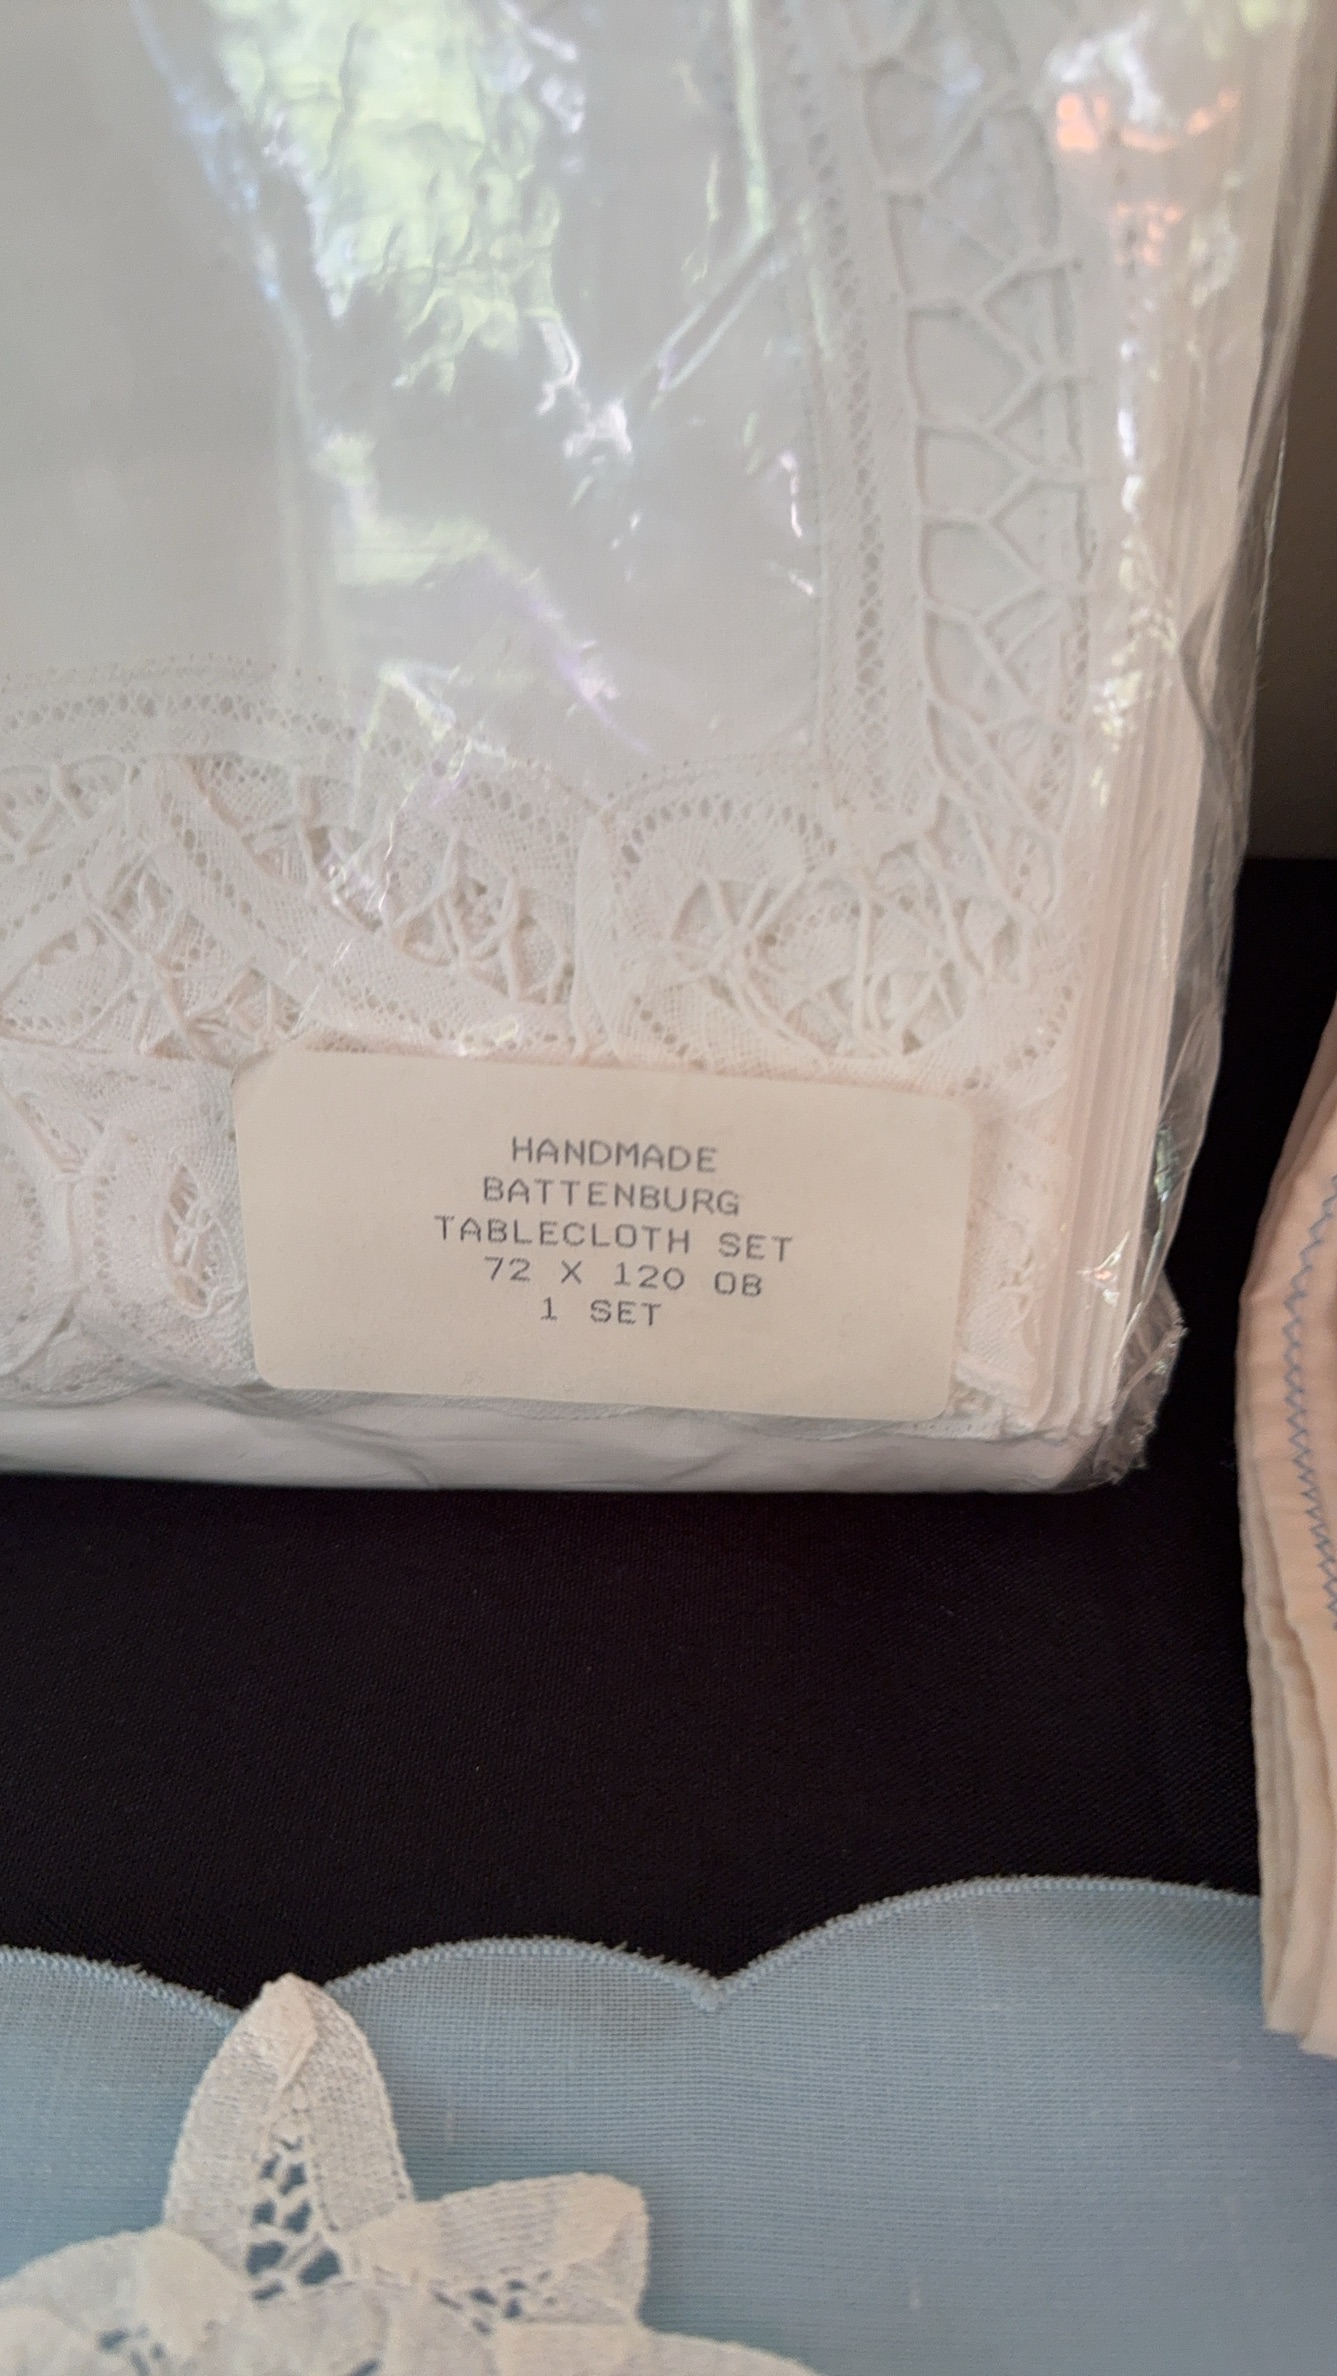 HANDMADE
BATTENBURG
TABLECLOTH SET
72 X 120 OB
1 SET